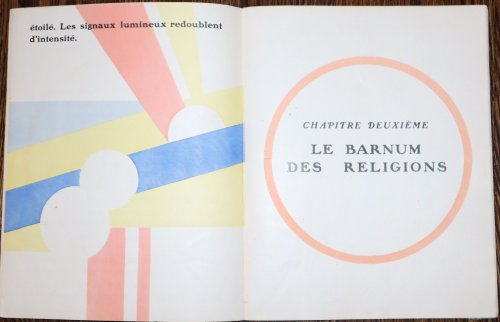 étoilé. Les signaux lumineux redoublent
d'intensité.
CHAPITRE DEUXIÈME
LE BARNUM
DES RELIGIONS